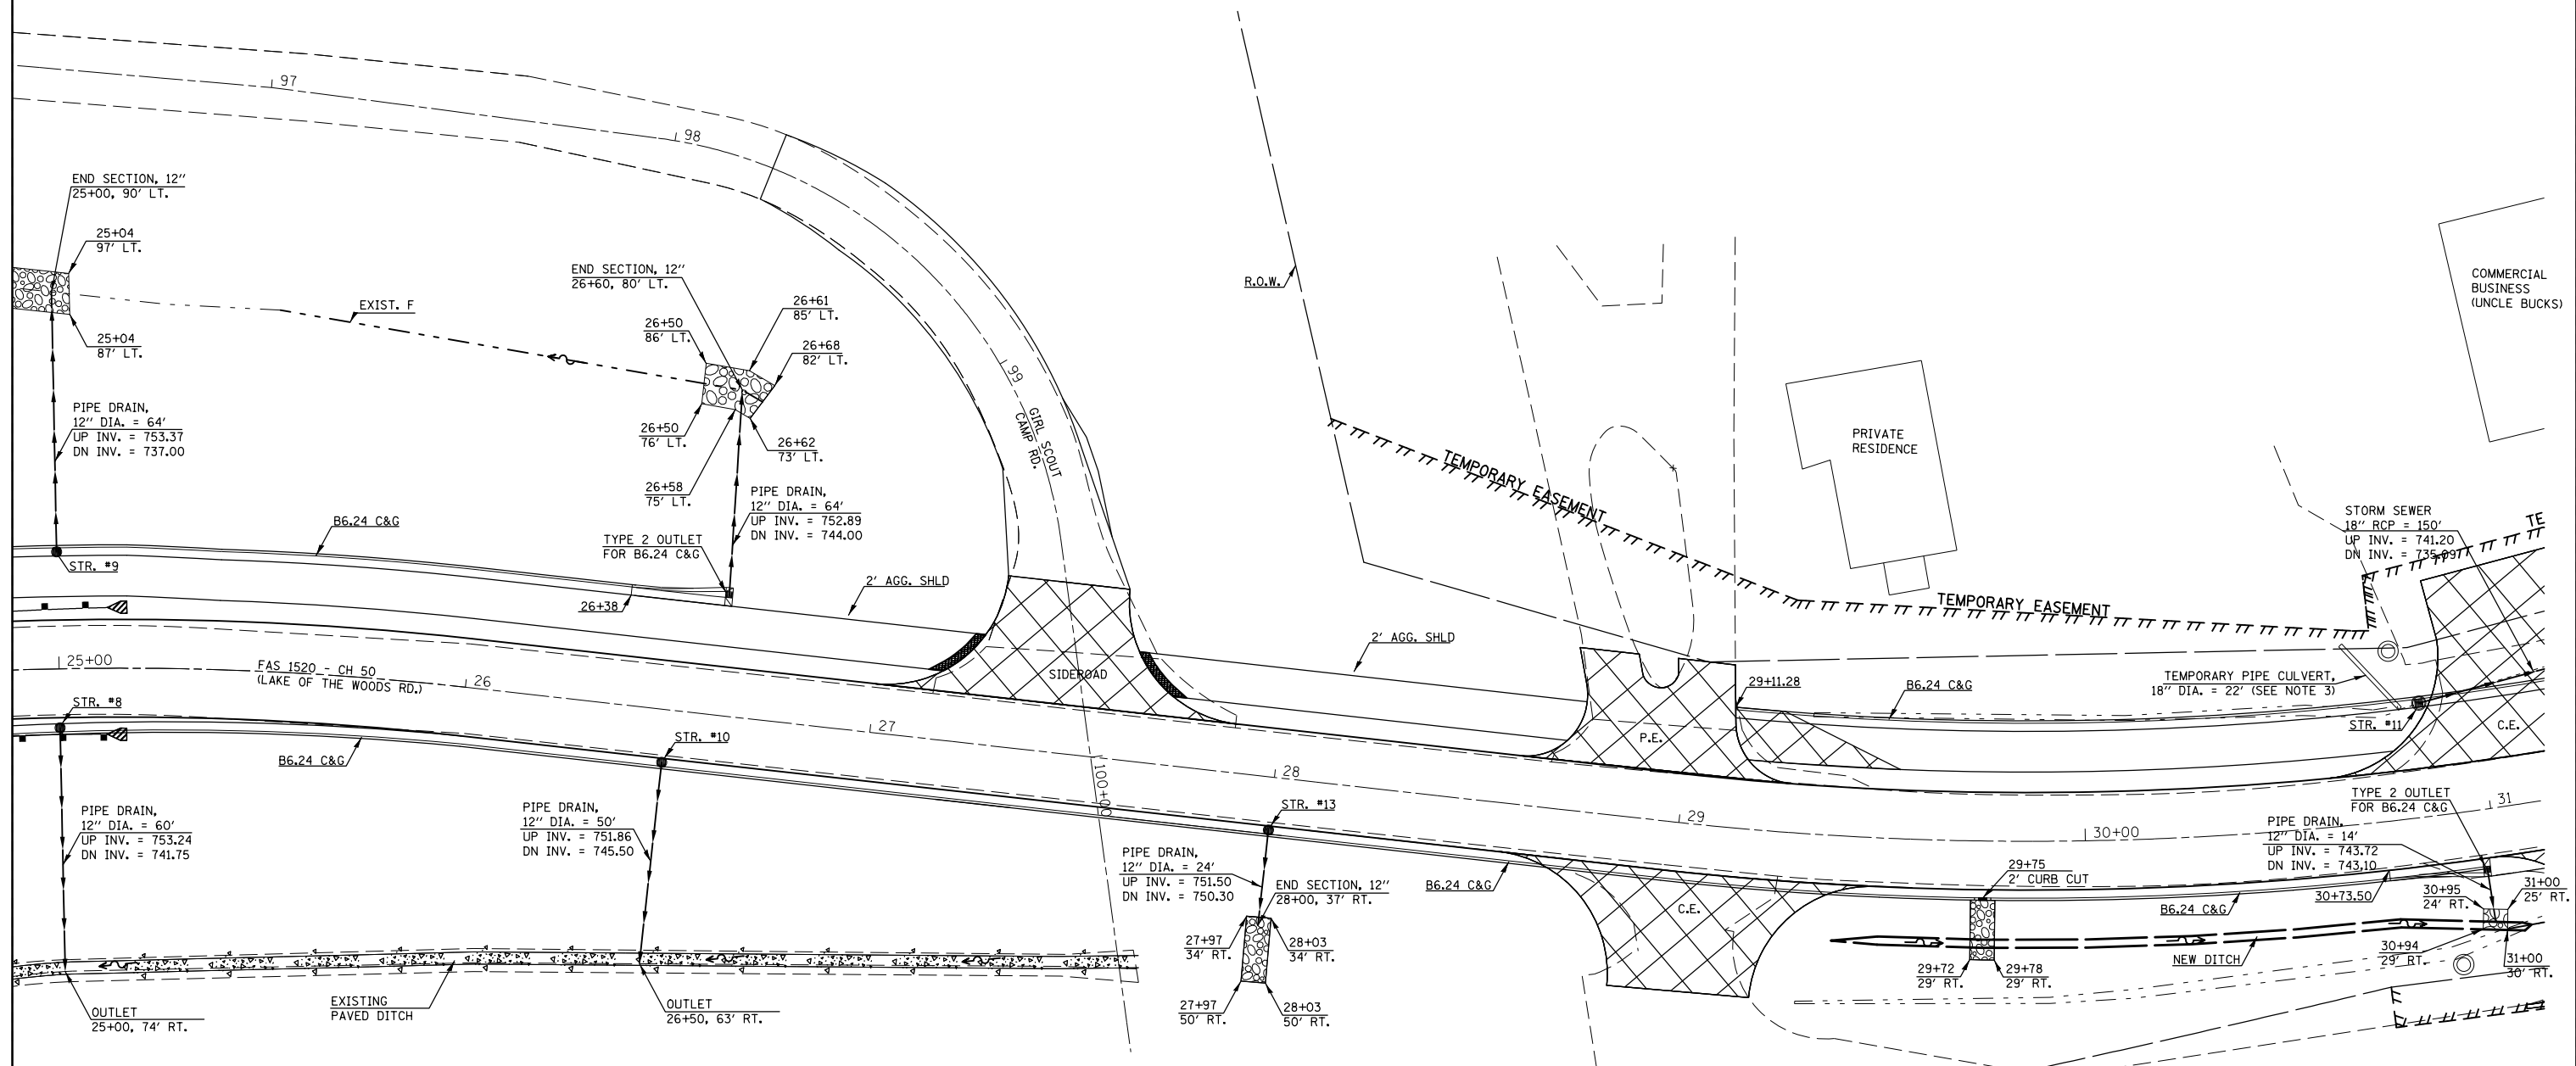 97
98
END SECTION, 12"
25+00, 90' LT.
25+04
97' LT.
25+04
87' LT.
EXIST. F
END SECTION, 12"
26+60, 80' LT.
26+50
86' LT.
26+61
85' LT.
26+68
82' LT.
26+50
76' LT.
26+62
73' LT.
26+58
75' LT.
PIPE DRAIN,
12" DIA. = 64'
UP INV. = 753.37
DN INV. = 737.00
PIPE DRAIN,
12" DIA. = 64'
UP INV. = 752.89
DN INV. = 744.00
B6.24 C&G
TYPE 2 OUTLET
FOR B6.24 C&G
STR. #9
26+38
2' AGG. SHLD
99
GIRL SCOUT
CAMP RD.
R.O.W.
TEMPORARY EASEMENT
PRIVATE
RESIDENCE
COMMERCIAL
BUSINESS
(UNCLE BUCKS)
STORM SEWER
18" RCP = 150'
UP INV. = 741.20
DN INV. = 735.09
TE
TEMPORARY EASEMENT
2' AGG. SHLD
SIDEROAD
25+00
FAS 1520 - CH 50
(LAKE OF THE WOODS RD.)
26
27
28
29
30+00
31
100+00
29+11.28
B6.24 C&G
TEMPORARY PIPE CULVERT,
18" DIA. = 22' (SEE NOTE 3)
STR. #11
C.E.
P.E.
STR. #8
B6.24 C&G
STR. #10
STR. #13
PIPE DRAIN,
12" DIA. = 60'
UP INV. = 753.24
DN INV. = 741.75
PIPE DRAIN,
12" DIA. = 50'
UP INV. = 751.86
DN INV. = 745.50
PIPE DRAIN,
12" DIA. = 24'
UP INV. = 751.50
DN INV. = 750.30
END SECTION, 12"
28+00, 37' RT.
B6.24 C&G
C.E.
29+75
2' CURB CUT
TYPE 2 OUTLET
FOR B6.24 C&G
PIPE DRAIN,
12" DIA. = 14'
UP INV. = 743.72
DN INV. = 743.10
B6.24 C&G
30+73.50
30+95
24' RT.
31+00
25' RT.
27+97
34' RT.
28+03
34' RT.
27+97
50' RT.
28+03
50' RT.
29+72
29' RT.
29+78
29' RT.
NEW DITCH
30+94
29' RT.
31+00
30' RT.
OUTLET
25+00, 74' RT.
EXISTING
PAVED DITCH
OUTLET
26+50, 63' RT.